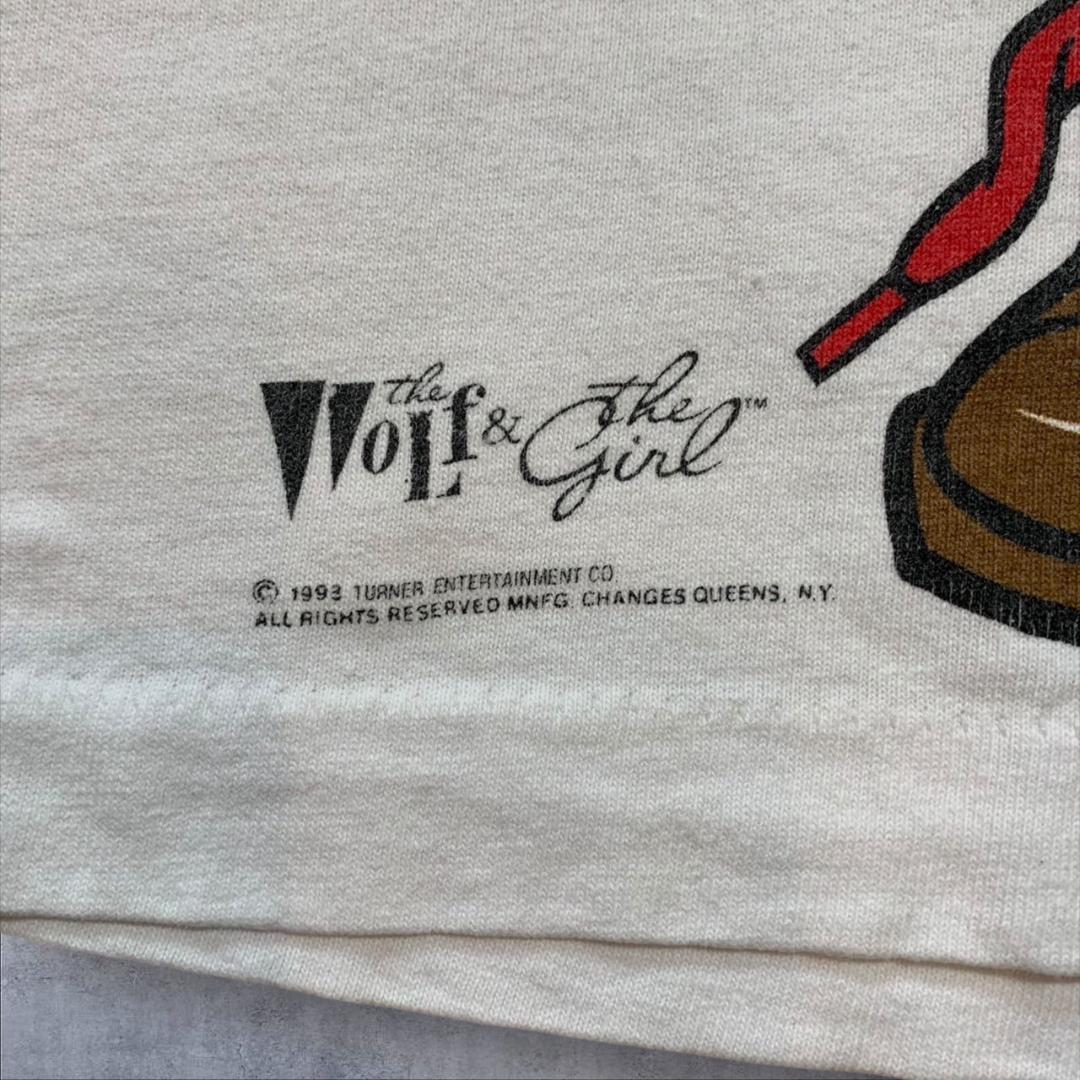 the Wolf & the Girl™
© 1993 TURNER ENTERTAINMENT CO.
ALL RIGHTS RESERVED MNFG. CHANGES QUEENS, N.Y.